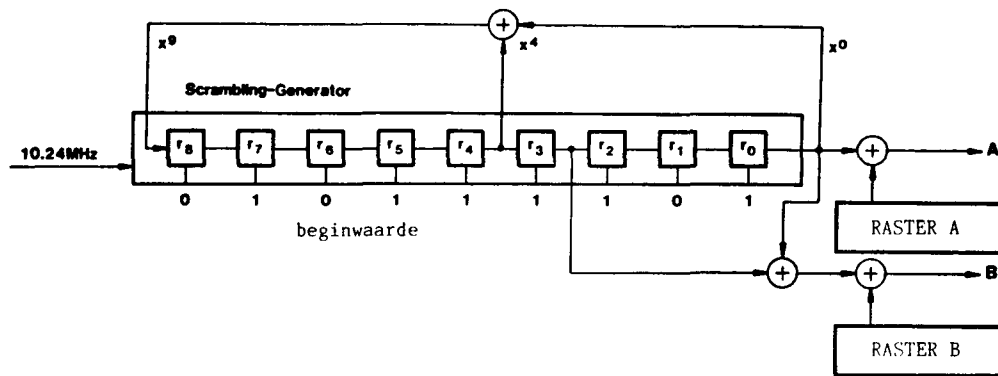 x⁹ x⁴ x⁰
Scrambling-Generator
10.24MHz
r₈ r₇ r₆ r₅ r₄ r₃ r₂ r₁ r₀
0 1 0 1 1 1 1 0 1
beginwaarde
A
RASTER A
B
RASTER B